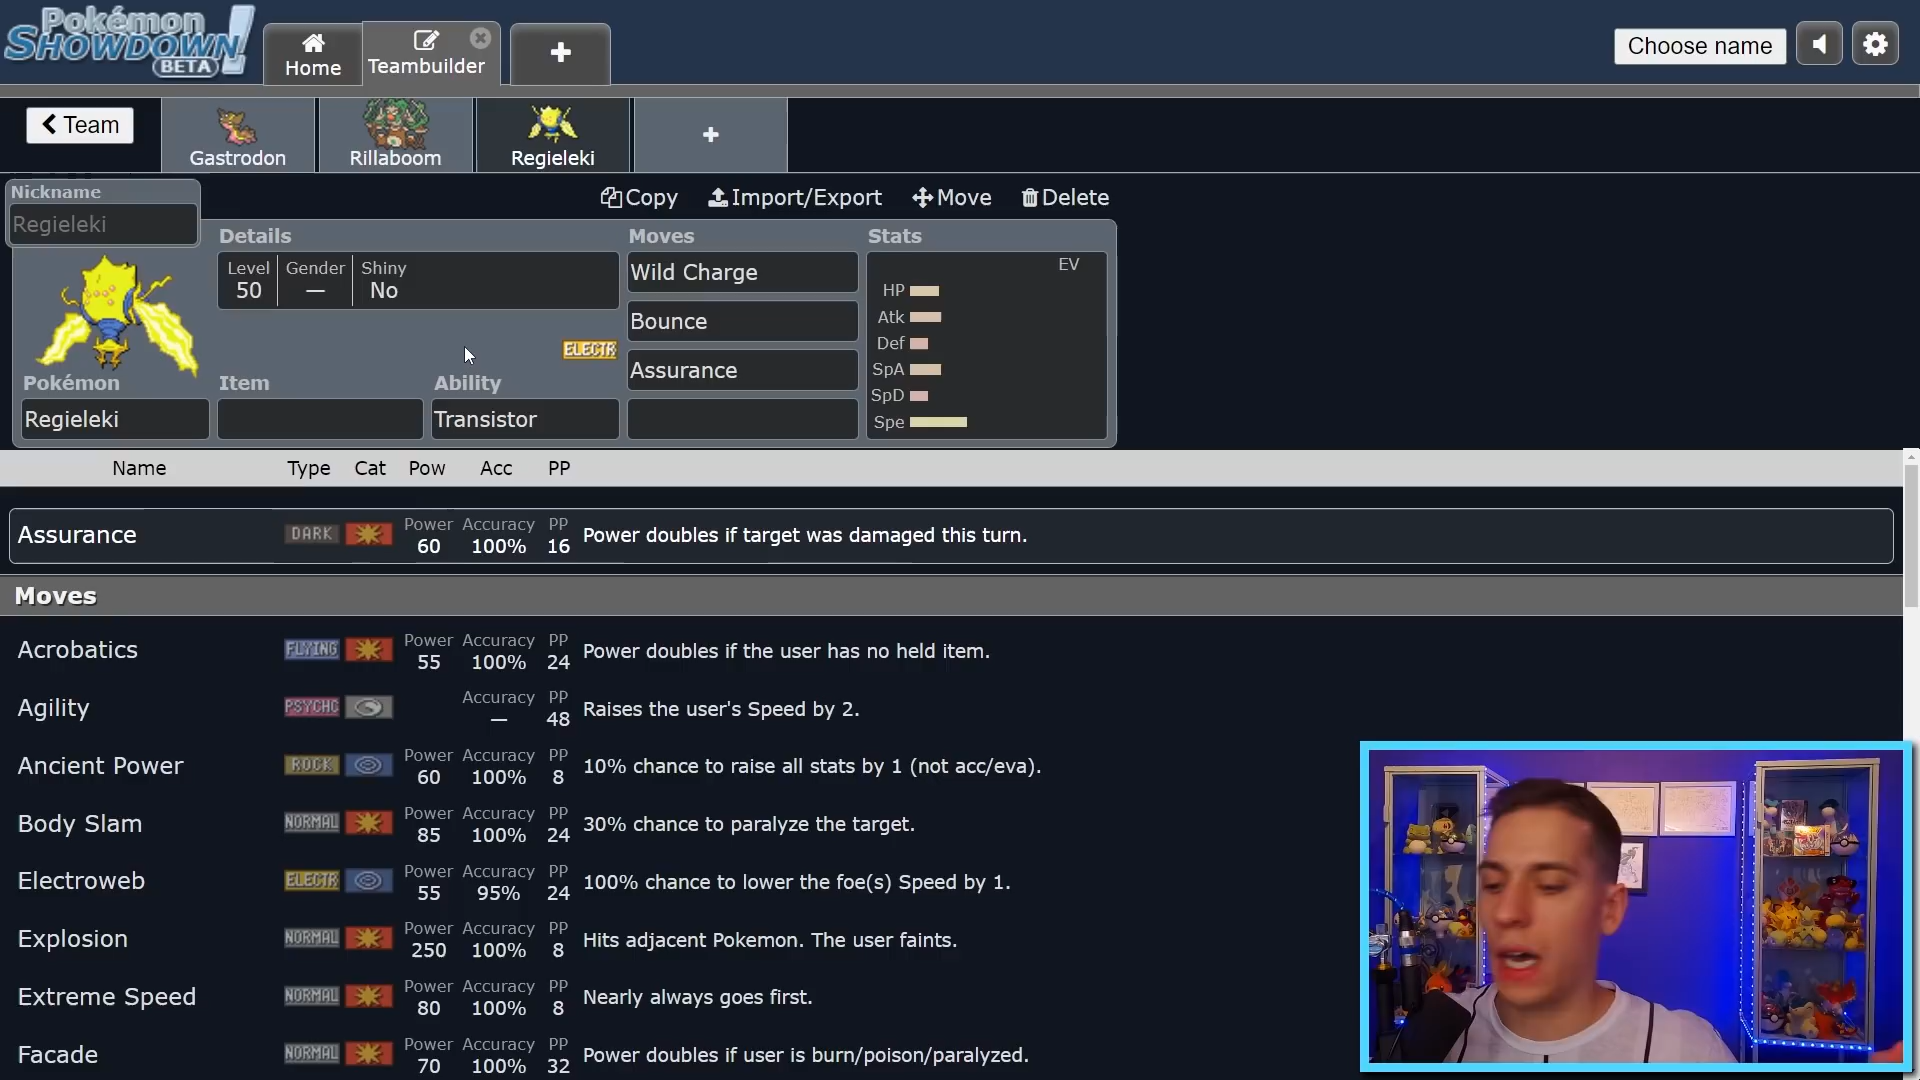 Pokémon
SHOWDOWN!
BETA
Home
Teambuilder
+
Choose name
Team
Gastrodon
Rillaboom
Regieleki
+
Nickname
Regieleki
Copy
Import/Export
Move
Delete
Details
Moves
Stats
Level
50
Gender
—
Shiny
No
ELECTR
Wild Charge
Bounce
Assurance
EV
HP
Atk
Def
SpA
SpD
Spe
Pokémon
Item
Ability
Regieleki
Transistor
Name Type Cat Pow Acc PP
Assurance DARK Power 60 Accuracy 100% PP 16 Power doubles if target was damaged this turn.
Moves
Acrobatics FLYING Power 55 Accuracy 100% PP 24 Power doubles if the user has no held item.
Agility PSYCHC Accuracy — PP 48 Raises the user's Speed by 2.
Ancient Power ROCK Power 60 Accuracy 100% PP 8 10% chance to raise all stats by 1 (not acc/eva).
Body Slam NORMAL Power 85 Accuracy 100% PP 24 30% chance to paralyze the target.
Electroweb ELECTR Power 55 Accuracy 95% PP 24 100% chance to lower the foe(s) Speed by 1.
Explosion NORMAL Power 250 Accuracy 100% PP 8 Hits adjacent Pokemon. The user faints.
Extreme Speed NORMAL Power 80 Accuracy 100% PP 8 Nearly always goes first.
Facade NORMAL Power 70 Accuracy 100% PP 32 Power doubles if user is burn/poison/paralyzed.